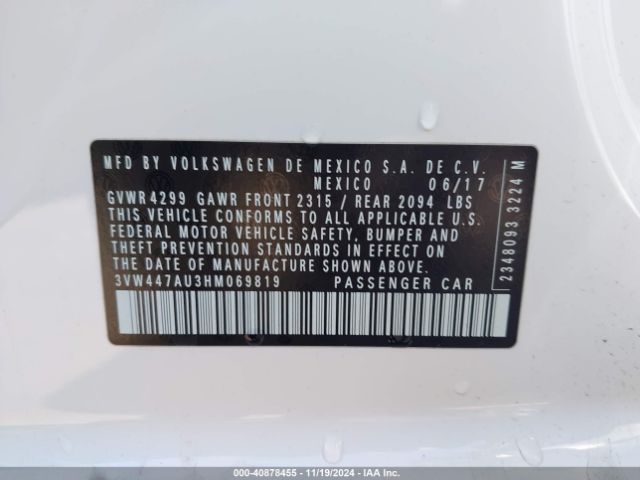 MFD BY VOLKSWAGEN DE MEXICO S.A. DE C.V.
MEXICO 06/17
GVWR 4299 GAWR FRONT 2315 / REAR 2094 LBS
THIS VEHICLE CONFORMS TO ALL APPLICABLE U.S.
FEDERAL MOTOR VEHICLE SAFETY, BUMPER AND
THEFT PREVENTION STANDARDS IN EFFECT ON
THE DATE OF MANUFACTURE SHOWN ABOVE.
3VW447AU3HM069819 PASSENGER CAR
2348093 3224 M
000-40878455 - 11/19/2024 - IAA Inc.